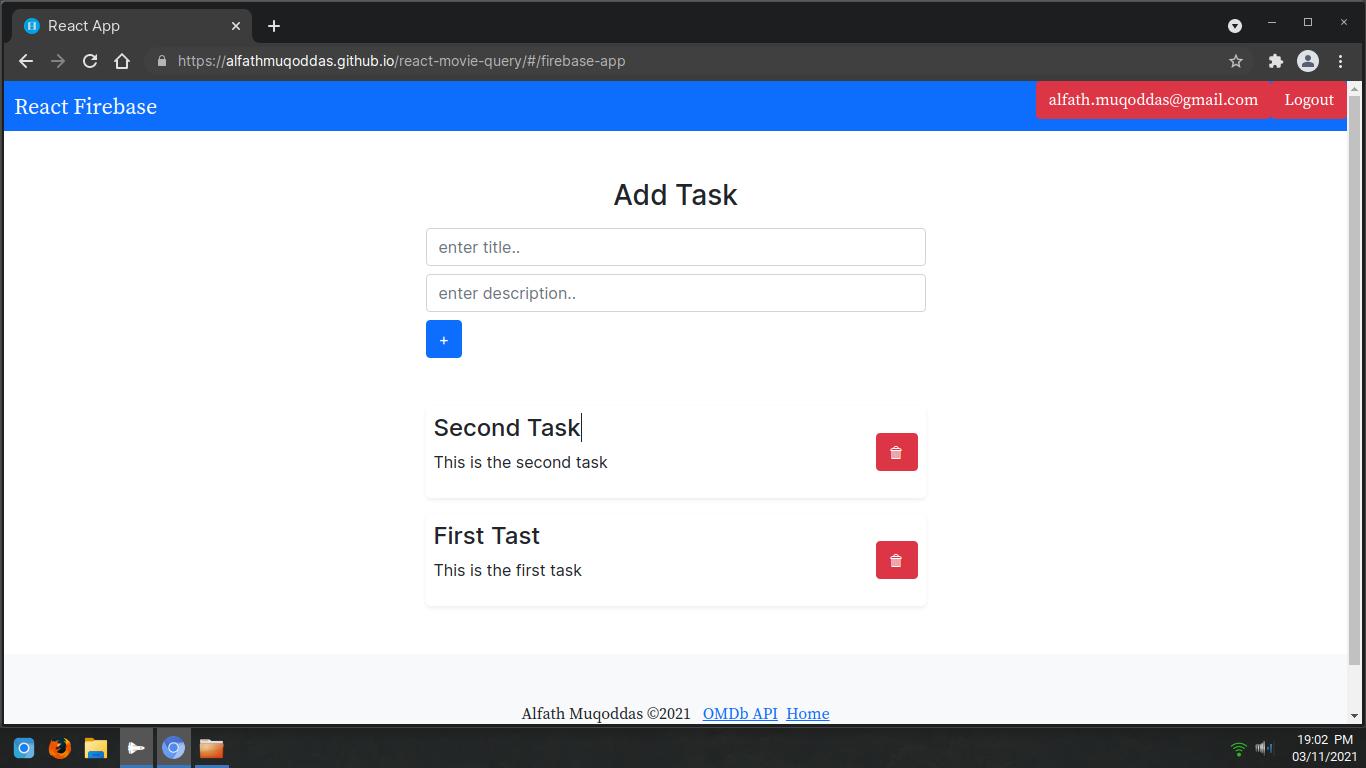 React App
https://alfathmuqoddas.github.io/react-movie-query/#/firebase-app
React Firebase
alfath.muqoddas@gmail.com Logout
Add Task
enter title..
enter description..
+
Second Task
This is the second task
First Tast
This is the first task
Alfath Muqoddas ©2021 OMDb API Home
19:02 PM
03/11/2021